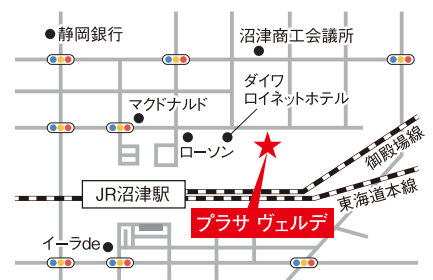 静岡銀行
沼津商工会議所
ダイワ
ロイネットホテル
マクドナルド
ローソン
御殿場線
JR沼津駅
東海道本線
プラサ ヴェルデ
イーラde